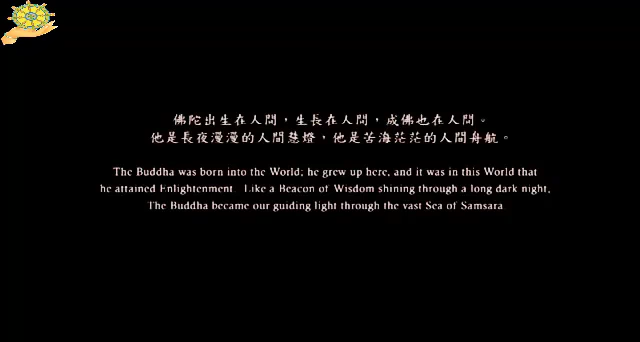 佛陀出生在人間,生長在人間,成佛也在人間。
他是長夜漫漫的人間慧燈,他是苦海茫茫的人間舟航。
The Buddha was born into the World; he grew up here, and it was in this World that
he attained Enlightenment. Like a Beacon of Wisdom shining through a long dark night,
The Buddha became our guiding light through the vast Sea of Samsara